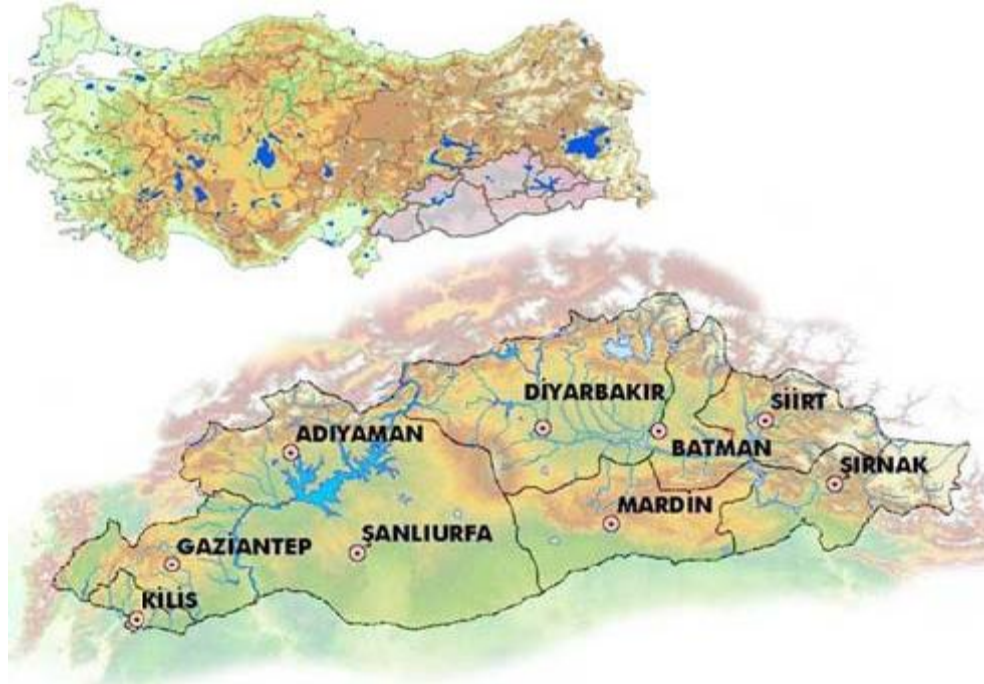 DİYARBAKIR
SİİRT
ADIYAMAN
BATMAN
ŞIRNAK
MARDİN
GAZİANTEP
ŞANLIURFA
KİLİS